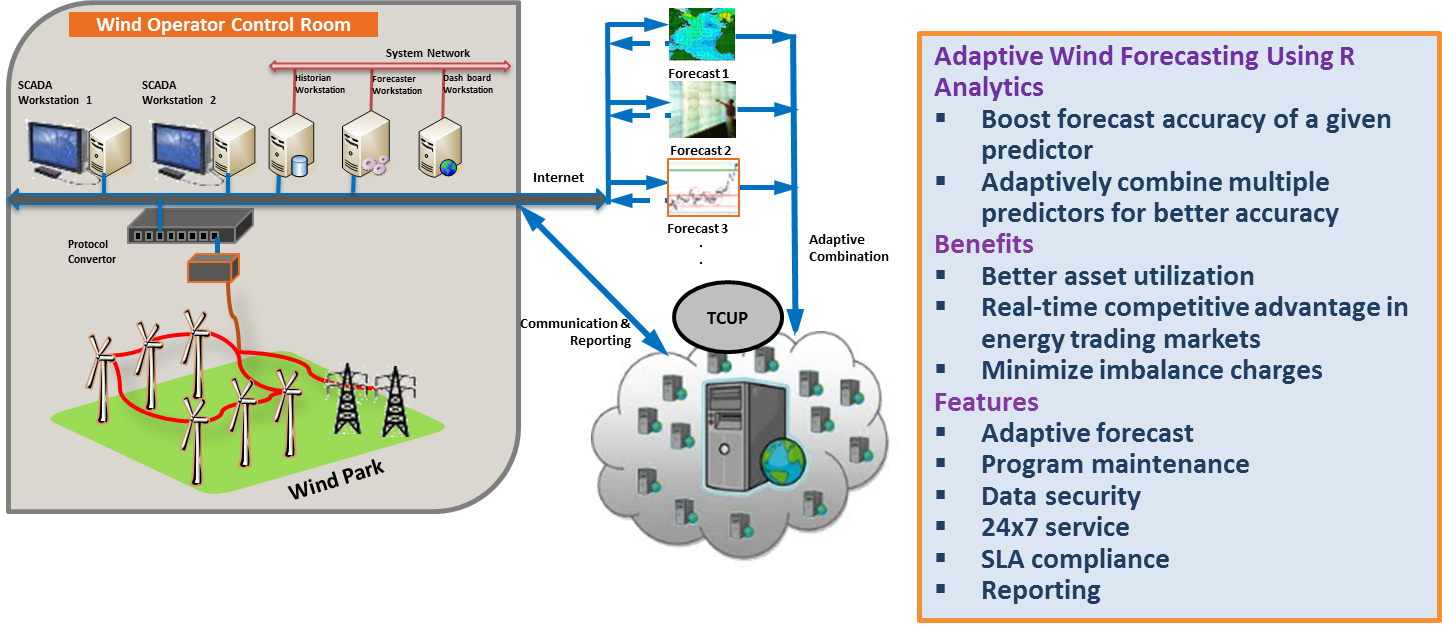 Wind Operator Control Room
System Network
SCADA
Workstation 1
SCADA
Workstation 2
Historian
Workstation
Forecaster
Workstation
Dash board
Workstation
Internet
Protocol
Convertor
Wind Park
Forecast 1
Forecast 2
Forecast 3
.
.
Adaptive
Combination
Communication &
Reporting
TCUP
Adaptive Wind Forecasting Using R
Analytics
▪ Boost forecast accuracy of a given
predictor
▪ Adaptively combine multiple
predictors for better accuracy
Benefits
▪ Better asset utilization
▪ Real-time competitive advantage in
energy trading markets
▪ Minimize imbalance charges
Features
▪ Adaptive forecast
▪ Program maintenance
▪ Data security
▪ 24x7 service
▪ SLA compliance
▪ Reporting